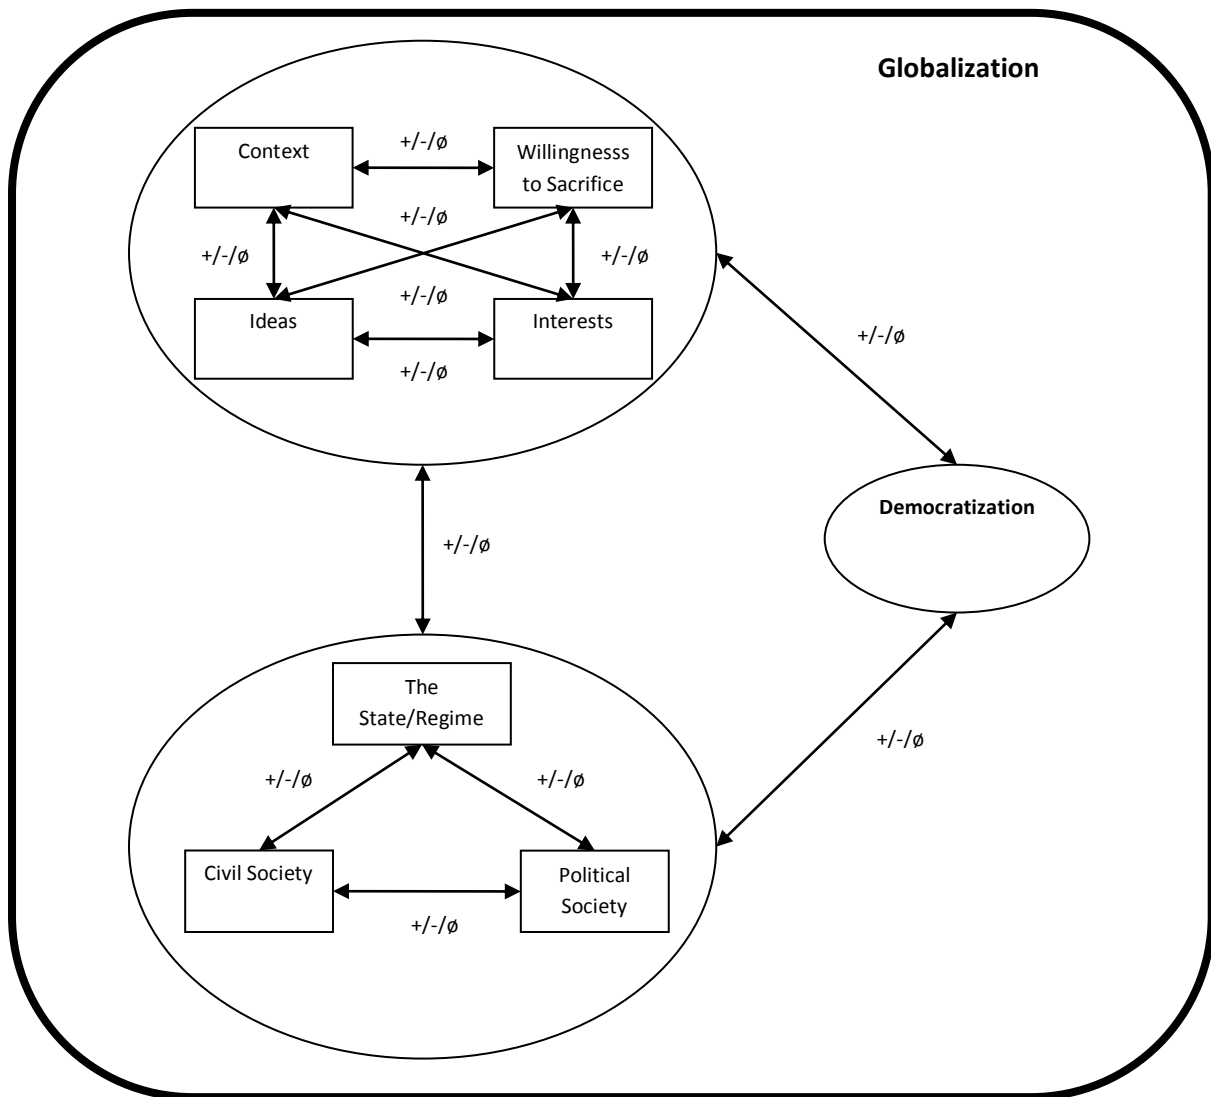 Globalization
Context
+/-/ø
Willingnesss
to Sacrifice
+/-/ø
+/-/ø
+/-/ø
+/-/ø
Ideas
Interests
+/-/ø
+/-/ø
Democratization
+/-/ø
The
State/Regime
+/-/ø
+/-/ø
+/-/ø
Civil Society
Political
Society
+/-/ø